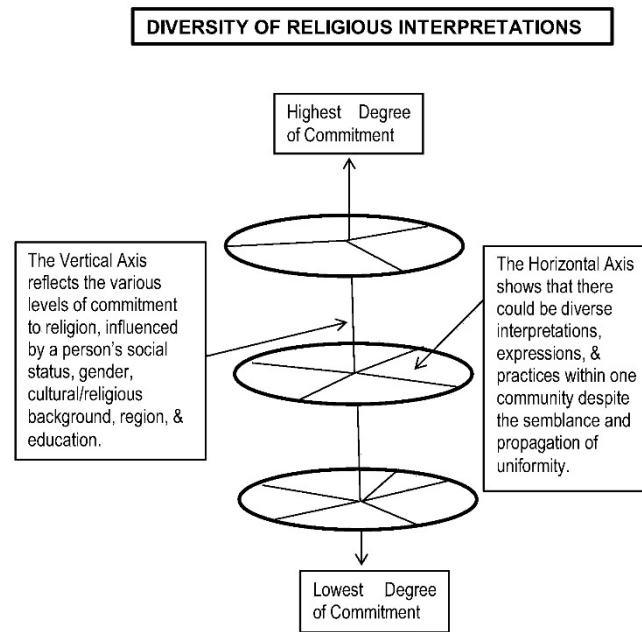 DIVERSITY OF RELIGIOUS INTERPRETATIONS
Highest Degree
of Commitment
The Vertical Axis
reflects the various
levels of commitment
to religion, influenced
by a person's social
status, gender,
cultural/religious
background, region, &
education.
The Horizontal Axis
shows that there
could be diverse
interpretations,
expressions, &
practices within one
community despite
the semblance and
propagation of
uniformity.
Lowest Degree
of Commitment